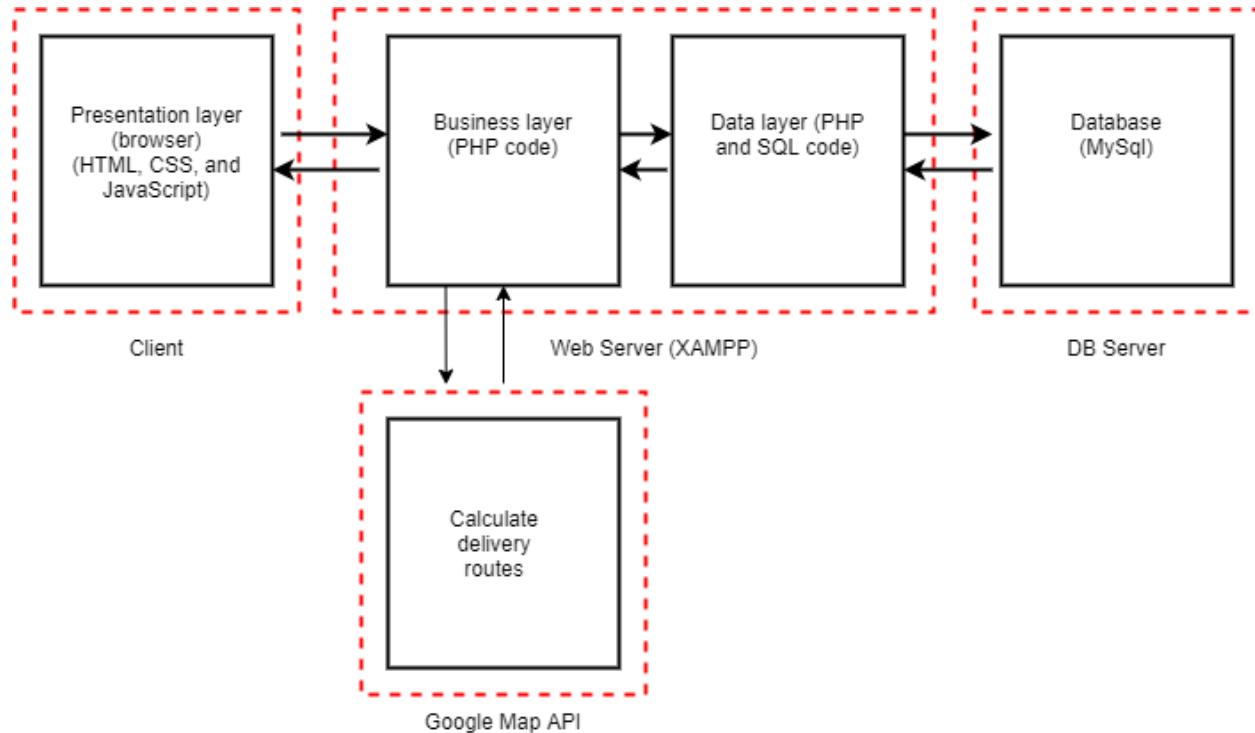 Presentation layer
(browser)
(HTML, CSS, and
JavaScript)
Business layer
(PHP code)
Data layer (PHP
and SQL code)
Database
(MySql)
Client
Web Server (XAMPP)
DB Server
Calculate
delivery
routes
Google Map API